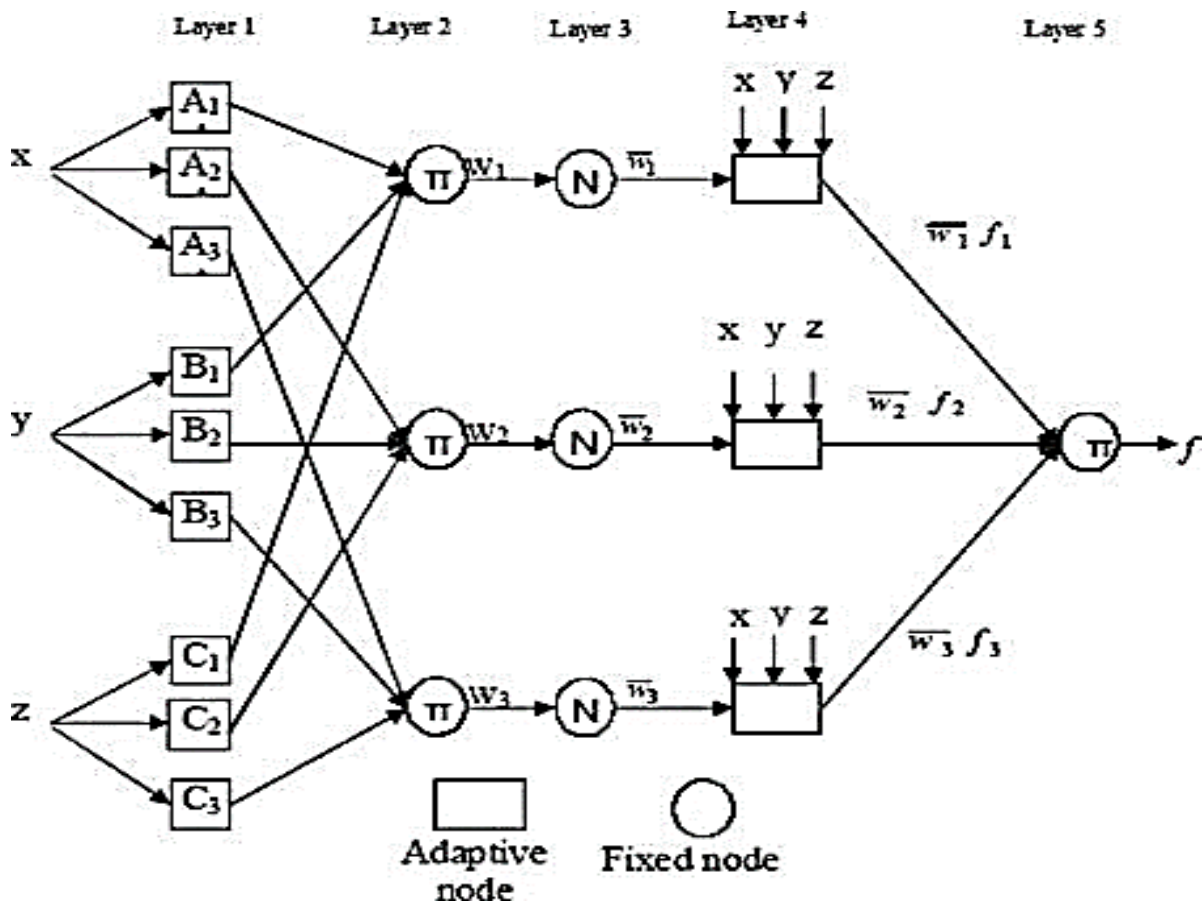 Layer 1 Layer 2 Layer 3 Layer 4 Layer 5
x y z
A₁
x A₂
A₃
π W₁ N w̅₁
w̅₁ f₁
x y z
B₁
y B₂
B₃
π W₂ N w̅₂
w̅₂ f₂
π f
x y z
C₁
z C₂
C₃
π W₃ N w̅₃
w̅₃ f₃
Adaptive
node
Fixed node